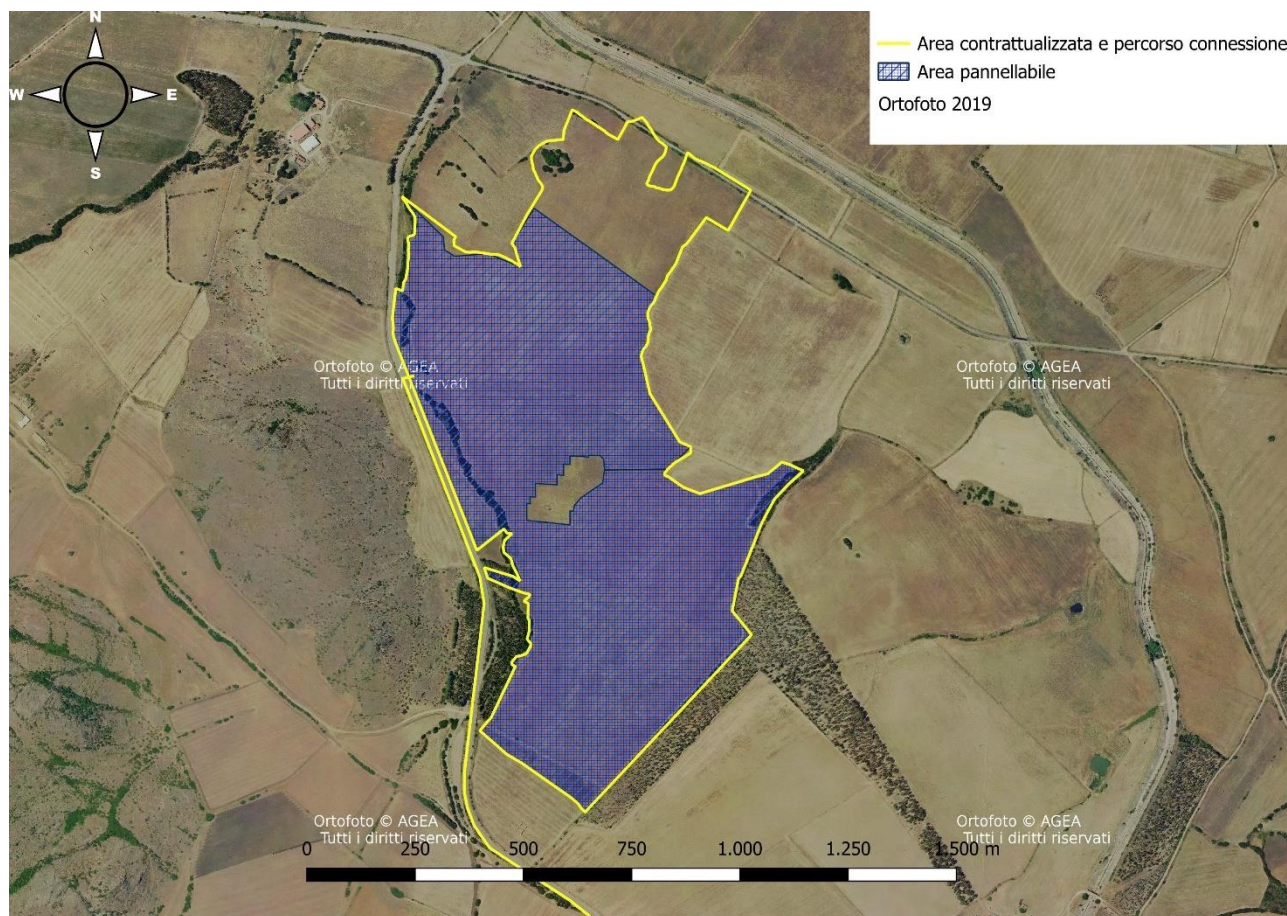 N
W E
S
Area contrattualizzata e percorso connessione
Area pannellabile
Ortofoto 2019
Ortofoto © AGEA
Tutti i diritti riservati
Ortofoto © AGEA
Tutti i diritti riservati
Ortofoto © AGEA
Tutti i diritti riservati
Ortofoto © AGEA
Tutti i diritti riservati
0 250 500 750 1.000 1.250 1.500 m